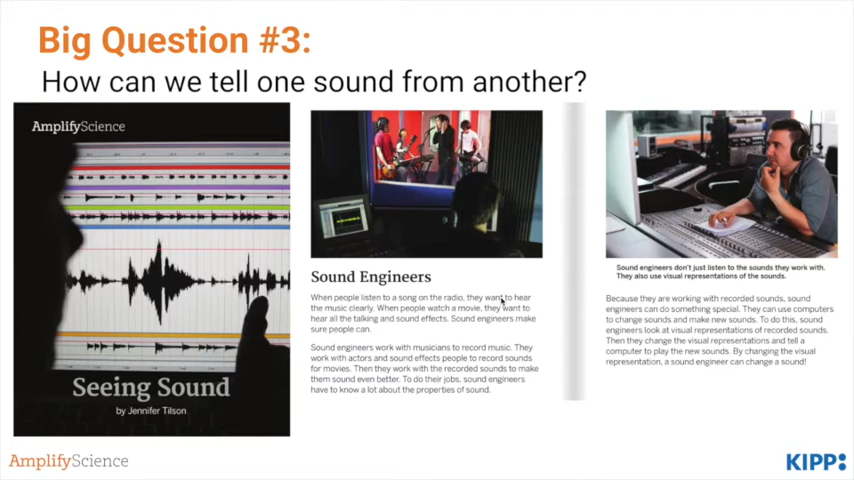 Big Question #3:
How can we tell one sound from another?
AmplifyScience
Seeing Sound
by Jennifer Tilson
Sound Engineers
When people listen to a song on the radio, they want to hear
the music clearly. When people watch a movie, they want to
hear all the talking and sound effects. Sound engineers make
sure people can.
Sound engineers work with musicians to record music. They
work with actors and sound effects people to record sounds
for movies. Then they work with the recorded sounds to make
them sound even better. To do their jobs, sound engineers
have to know a lot about the properties of sound.
Sound engineers don't just listen to the sounds they work with.
They also use visual representations of the sounds.
Because they are working with recorded sounds, sound
engineers can do something special. They can use computers
to change sounds and make new sounds. To do this, sound
engineers look at visual representations of recorded sounds.
Then they change the visual representations and tell a
computer to play the new sounds. By changing the visual
representation, a sound engineer can change a sound!
AmplifyScience
KIPP: